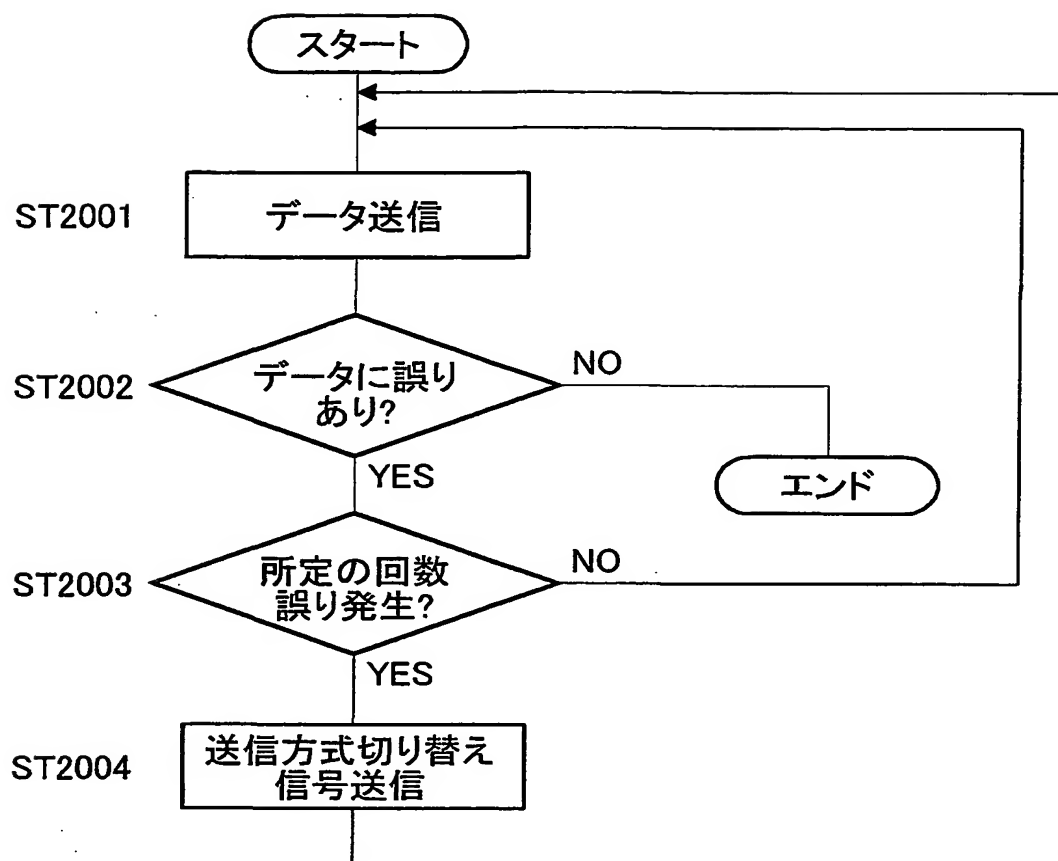 スタート
ST2001
データ送信
ST2002
データに誤り
あり?
NO
YES
エンド
ST2003
所定の回数
誤り発生?
NO
YES
ST2004
送信方式切り替え
信号送信